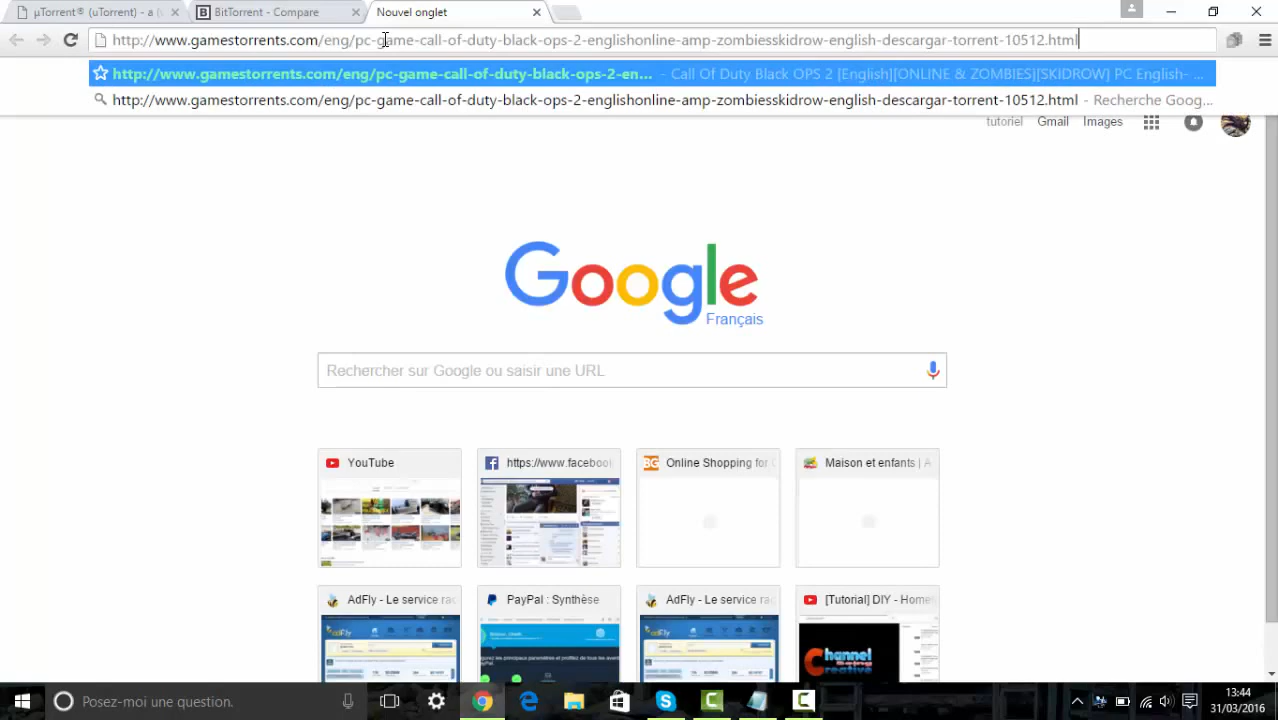 µTorrent® (uTorrent) - a (v
BitTorrent - Compare
Nouvel onglet
http://www.gamestorrents.com/eng/pc-game-call-of-duty-black-ops-2-englishonline-amp-zombiesskidrow-english-descargar-torrent-10512.html
http://www.gamestorrents.com/eng/pc-game-call-of-duty-black-ops-2-en... - Call Of Duty Black OPS 2 [English][ONLINE & ZOMBIES][SKIDROW] PC English- ...
http://www.gamestorrents.com/eng/pc-game-call-of-duty-black-ops-2-englishonline-amp-zombiesskidrow-english-descargar-torrent-10512.html - Recherche Goog...
tutoriel Gmail Images
Google
Français
Rechercher sur Google ou saisir une URL
YouTube
https://www.facebool
Online Shopping for
Maison et enfants | A
AdFly - Le service rac
PayPal : Synthèse
AdFly - Le service rac
[Tutorial] DIY - Home
Channel
Creative
Posez-moi une question.
13:44
31/03/2016